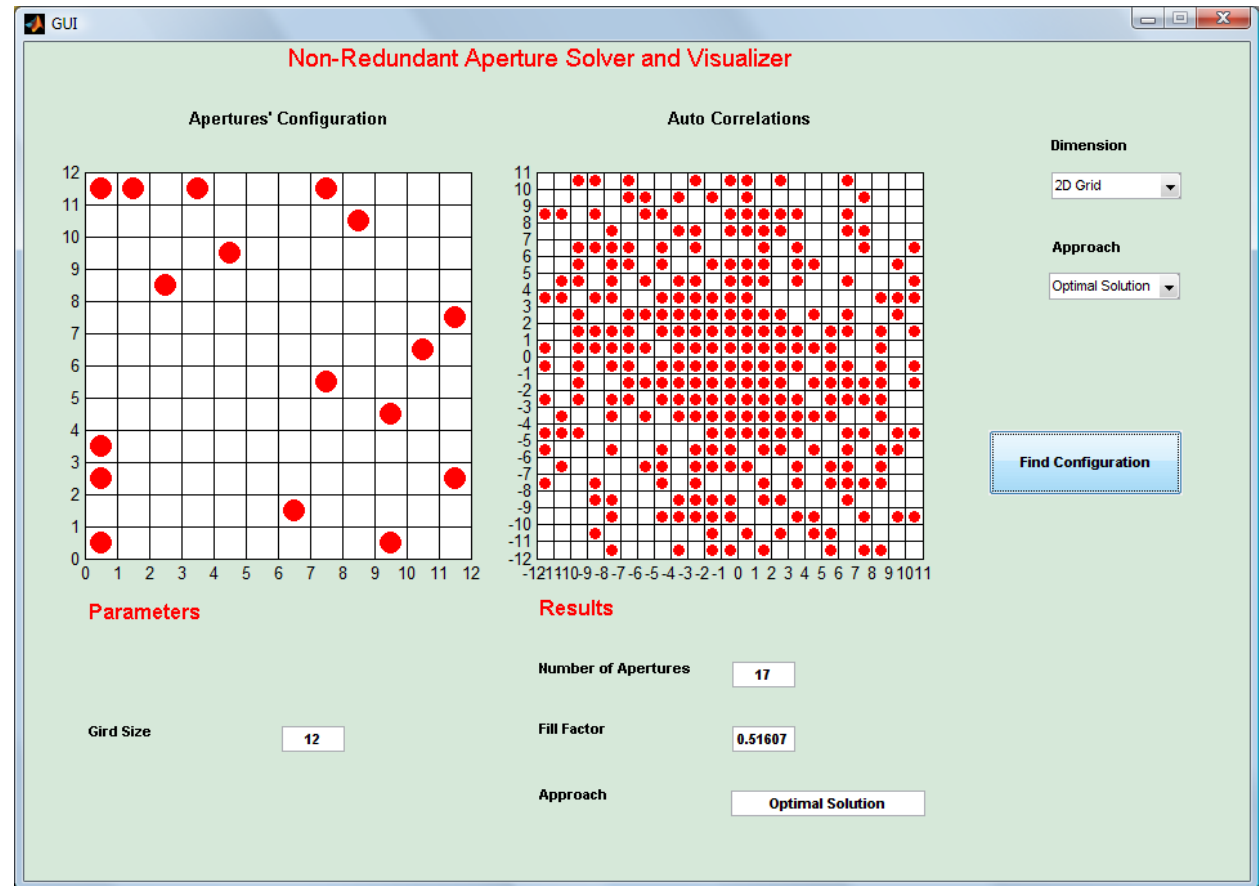 GUI
Non-Redundant Aperture Solver and Visualizer
Apertures' Configuration
Auto Correlations
Dimension
2D Grid
Approach
Optimal Solution
Find Configuration
12
11
10
9
8
7
6
5
4
3
2
1
0
0 1 2 3 4 5 6 7 8 9 10 11 12
11
10
9
8
7
6
5
4
3
2
1
0
-1
-2
-3
-4
-5
-6
-7
-8
-9
-10
-11
-12
-12-11-10-9-8-7-6-5-4-3-2-1 0 1 2 3 4 5 6 7 8 9 1011
Parameters
Results
Number of Apertures 17
Gird Size 12
Fill Factor 0.51607
Approach Optimal Solution